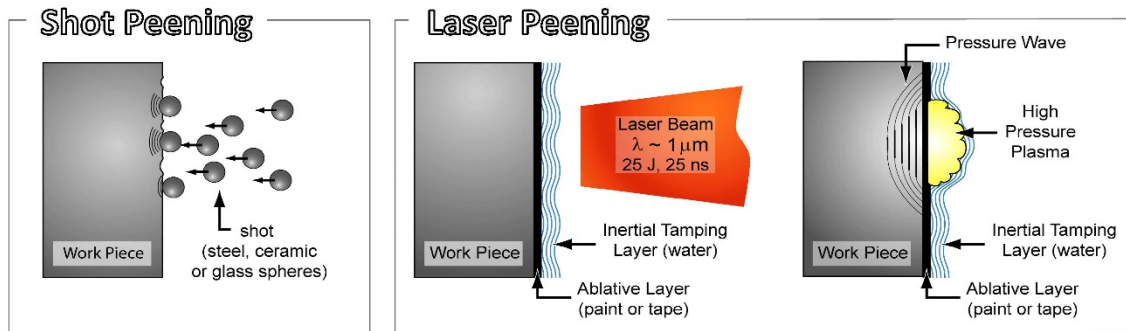 Shot Peening
Work Piece
shot
(steel, ceramic
or glass spheres)
Laser Peening
Work Piece
Laser Beam
λ ~ 1 μm
25 J, 25 ns
Inertial Tamping
Layer (water)
Ablative Layer
(paint or tape)
Pressure Wave
High
Pressure
Plasma
Work Piece
Inertial Tamping
Layer (water)
Ablative Layer
(paint or tape)